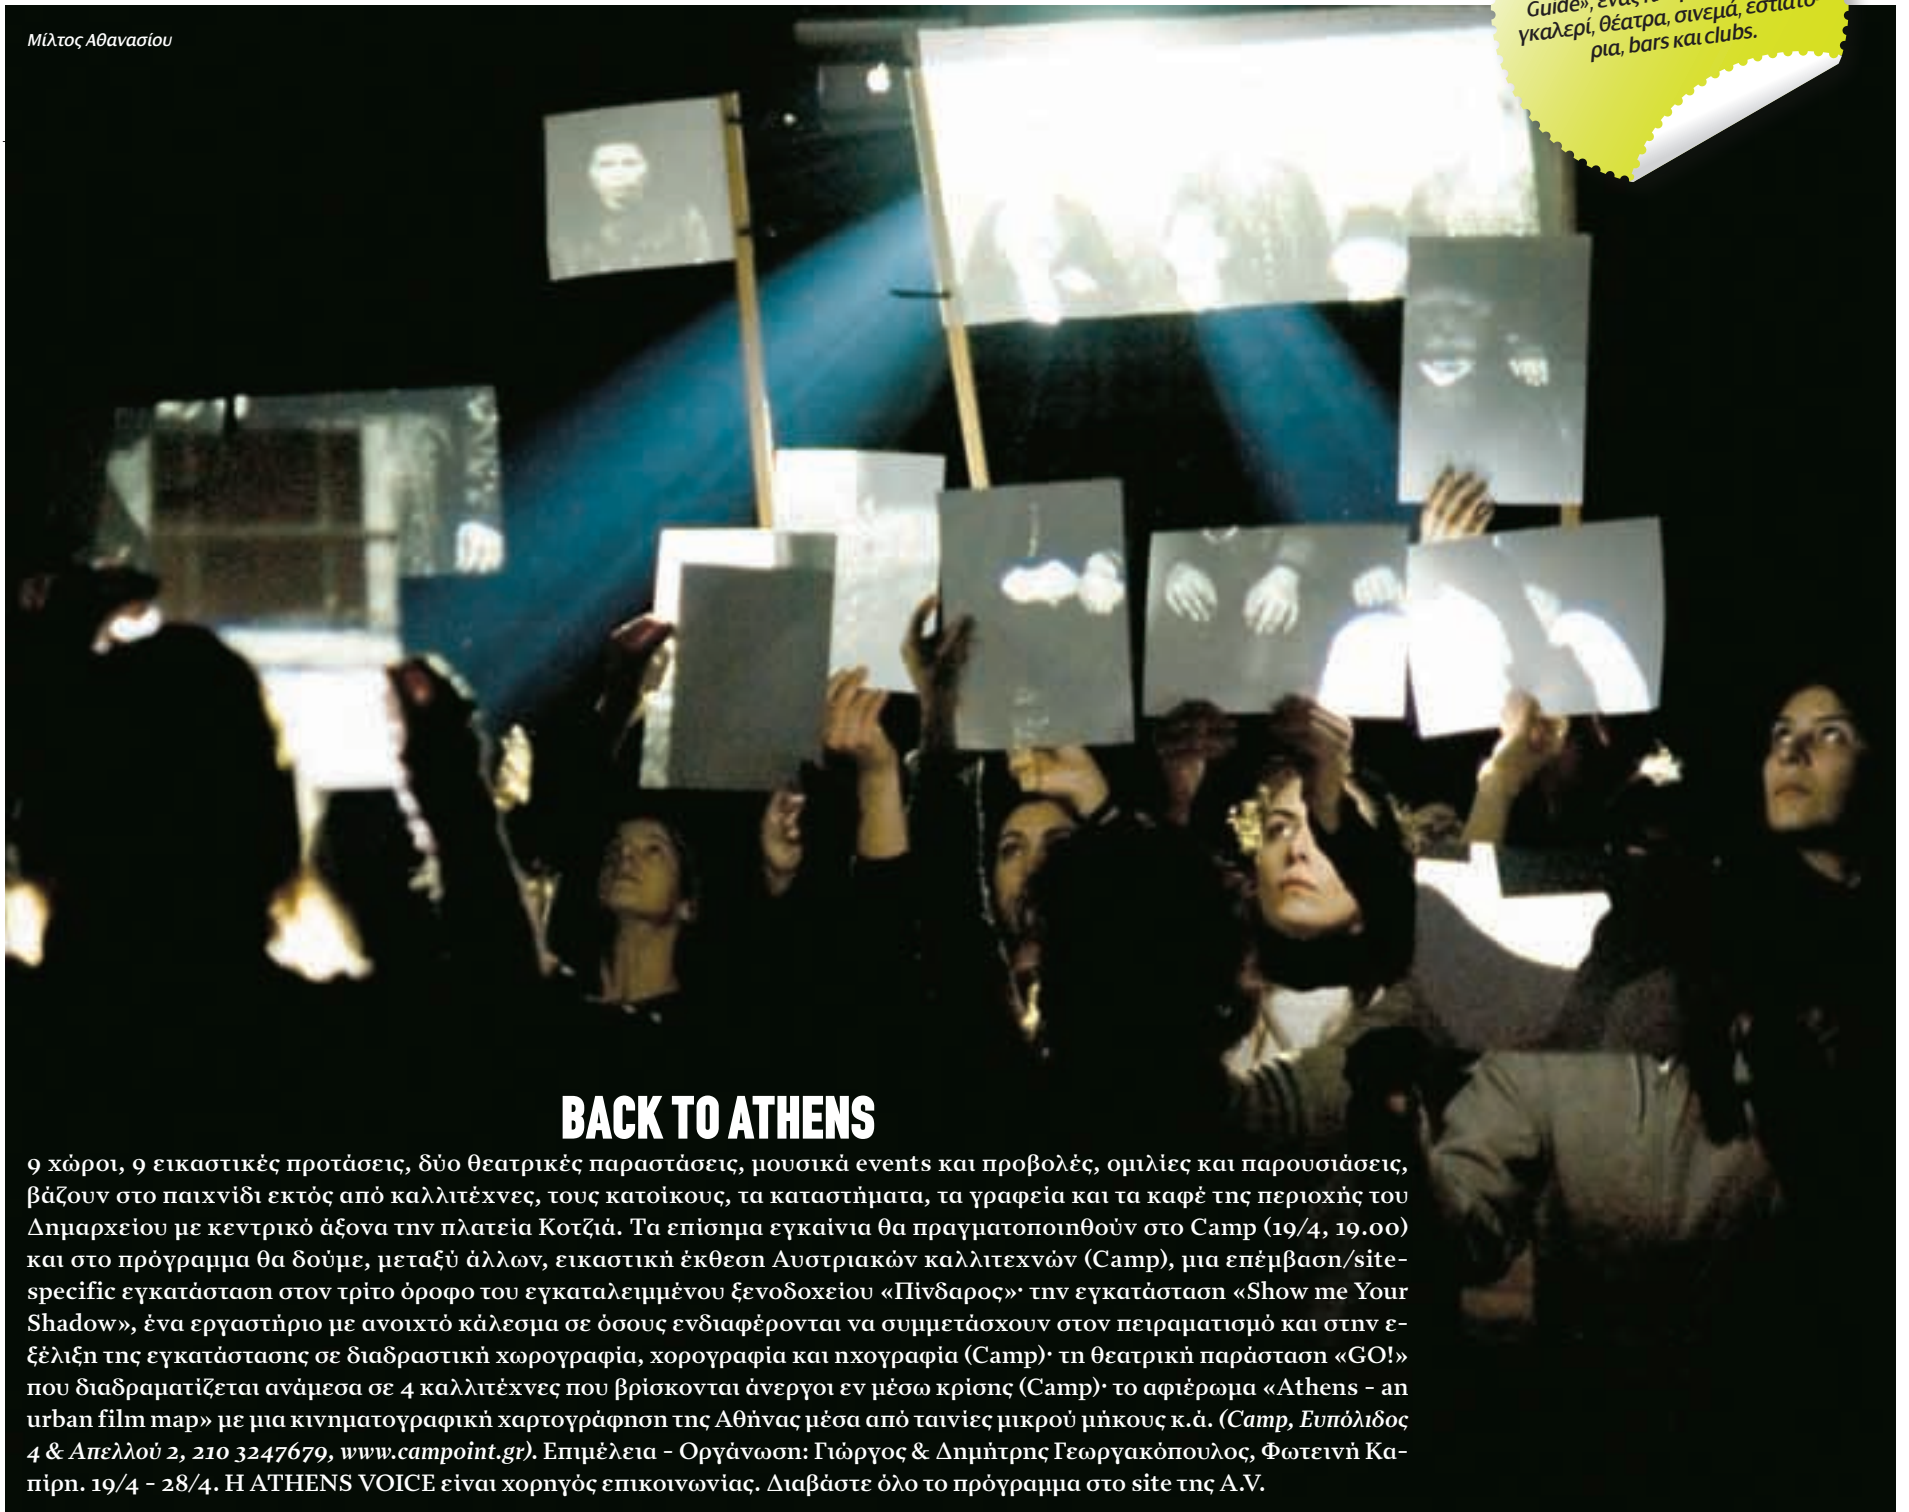 Μίλτος Αθανασίου
Guide», ένας
γκαλερί, θέατρα, σινεμά, εστιατό-
ρια, bars και clubs.
BACK TO ATHENS
9 χώροι, 9 εικαστικές προτάσεις, δύο θεατρικές παραστάσεις, μουσικά events και προβολές, ομιλίες και παρουσιάσεις,
βάζουν στο παιχνίδι εκτός από καλλιτέχνες, τους κατοίκους, τα καταστήματα, τα γραφεία και τα καφέ της περιοχής του
Δημαρχείου με κεντρικό άξονα την πλατεία Κοτζιά. Τα επίσημα εγκαίνια θα πραγματοποιηθούν στο Camp (19/4, 19.00)
και στο πρόγραμμα θα δούμε, μεταξύ άλλων, εικαστική έκθεση Αυστριακών καλλιτεχνών (Camp), μια επέμβαση/site-
specific εγκατάσταση στον τρίτο όροφο του εγκαταλειμμένου ξενοδοχείου «Πίνδαρος»· την εγκατάσταση «Show me Your
Shadow», ένα εργαστήριο με ανοιχτό κάλεσμα σε όσους ενδιαφέρονται να συμμετάσχουν στον πειραματισμό και στην ε-
ξέλιξη της εγκατάστασης σε διαδραστική χωρογραφία, χορογραφία και ηχογραφία (Camp)· τη θεατρική παράσταση «GO!»
που διαδραματίζεται ανάμεσα σε 4 καλλιτέχνες που βρίσκονται άνεργοι εν μέσω κρίσης (Camp)· το αφιέρωμα «Athens - an
urban film map» με μια κινηματογραφική χαρτογράφηση της Αθήνας μέσα από ταινίες μικρού μήκους κ.ά. (Camp, Ευπόλιδος
4 & Απελλού 2, 210 3247679, www.campoint.gr). Επιμέλεια - Οργάνωση: Γιώργος & Δημήτρης Γεωργακόπουλος, Φωτεινή Κα-
πίρη. 19/4 - 28/4. Η ATHENS VOICE είναι χορηγός επικοινωνίας. Διαβάστε όλο το πρόγραμμα στο site της A.V.